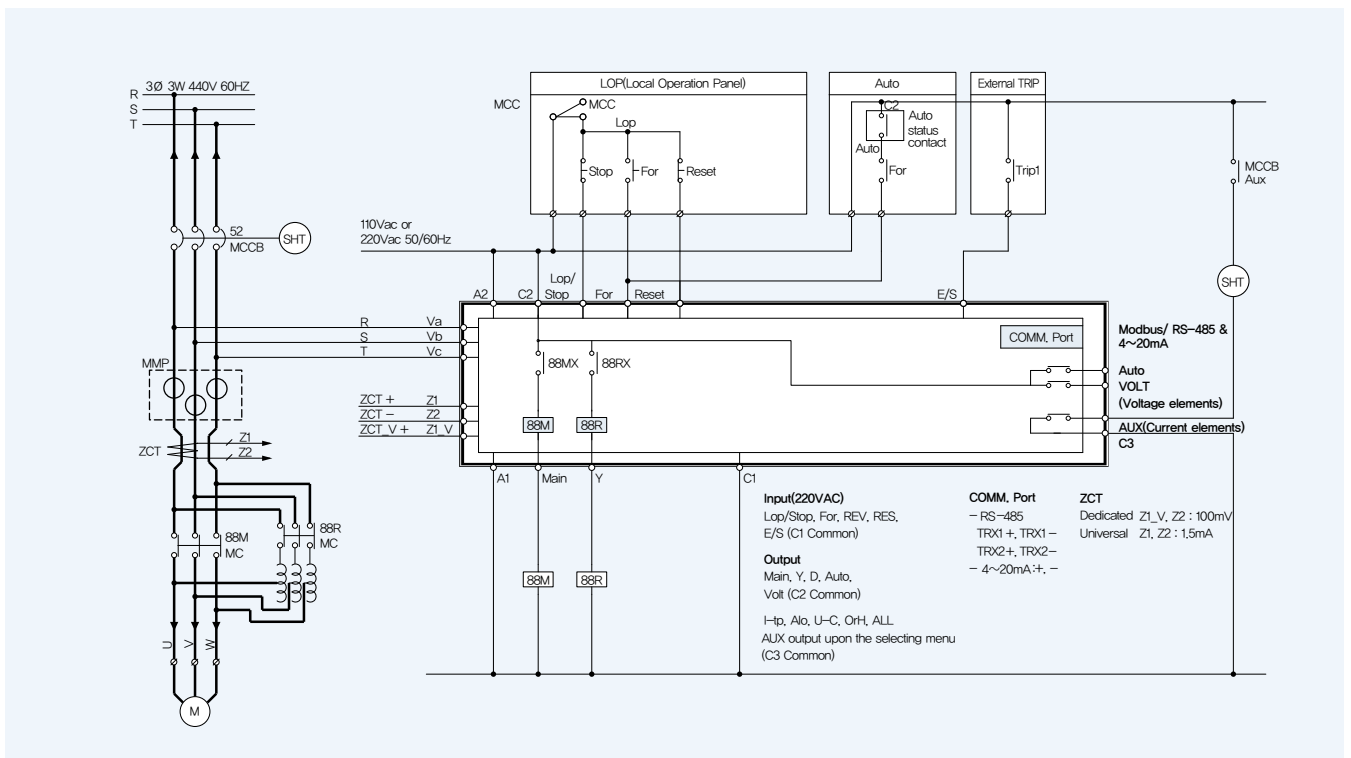 3Ø 3W 440V 60HZ
R
S
T
52
MCCB
SHT
MMP
ZCT
Z1
Z2
88M
MC
88R
MC
U
V
W
M
LOP(Local Operation Panel)
MCC
MCC
Lop
Stop
For
Reset
Auto
C2
Auto
status
contact
Auto
For
External TRIP
Trip1
MCCB
Aux
SHT
110Vac or
220Vac 50/60Hz
A2
C2
Lop/
Stop
For
Reset
E/S
R Va
S Vb
T Vc
ZCT + Z1
ZCT − Z2
ZCT_V + Z1_V
88MX
88RX
88M
88R
COMM. Port
Modbus/ RS−485 &
4~20mA
Auto
VOLT
(Voltage elements)
AUX(Current elements)
C3
A1
Main
Y
C1
88M
88R
Input(220VAC)
Lop/Stop, For, REV, RES,
E/S (C1 Common)
Output
Main, Y, D, Auto,
Volt (C2 Common)
I−tp, Alo, U−C, OrH, ALL
AUX output upon the selecting menu
(C3 Common)
COMM. Port
− RS−485
TRX1+, TRX1−
TRX2+, TRX2−
− 4~20mA:+, −
ZCT
Dedicated Z1_V, Z2 : 100mV
Universal Z1, Z2 : 1.5mA